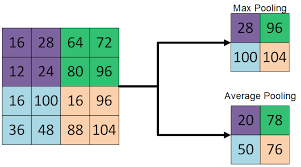 Max Pooling
16 28 64 72
12 24 80 96
16 100 16 96
36 48 88 104
28 96
100 104
Average Pooling
20 78
50 76